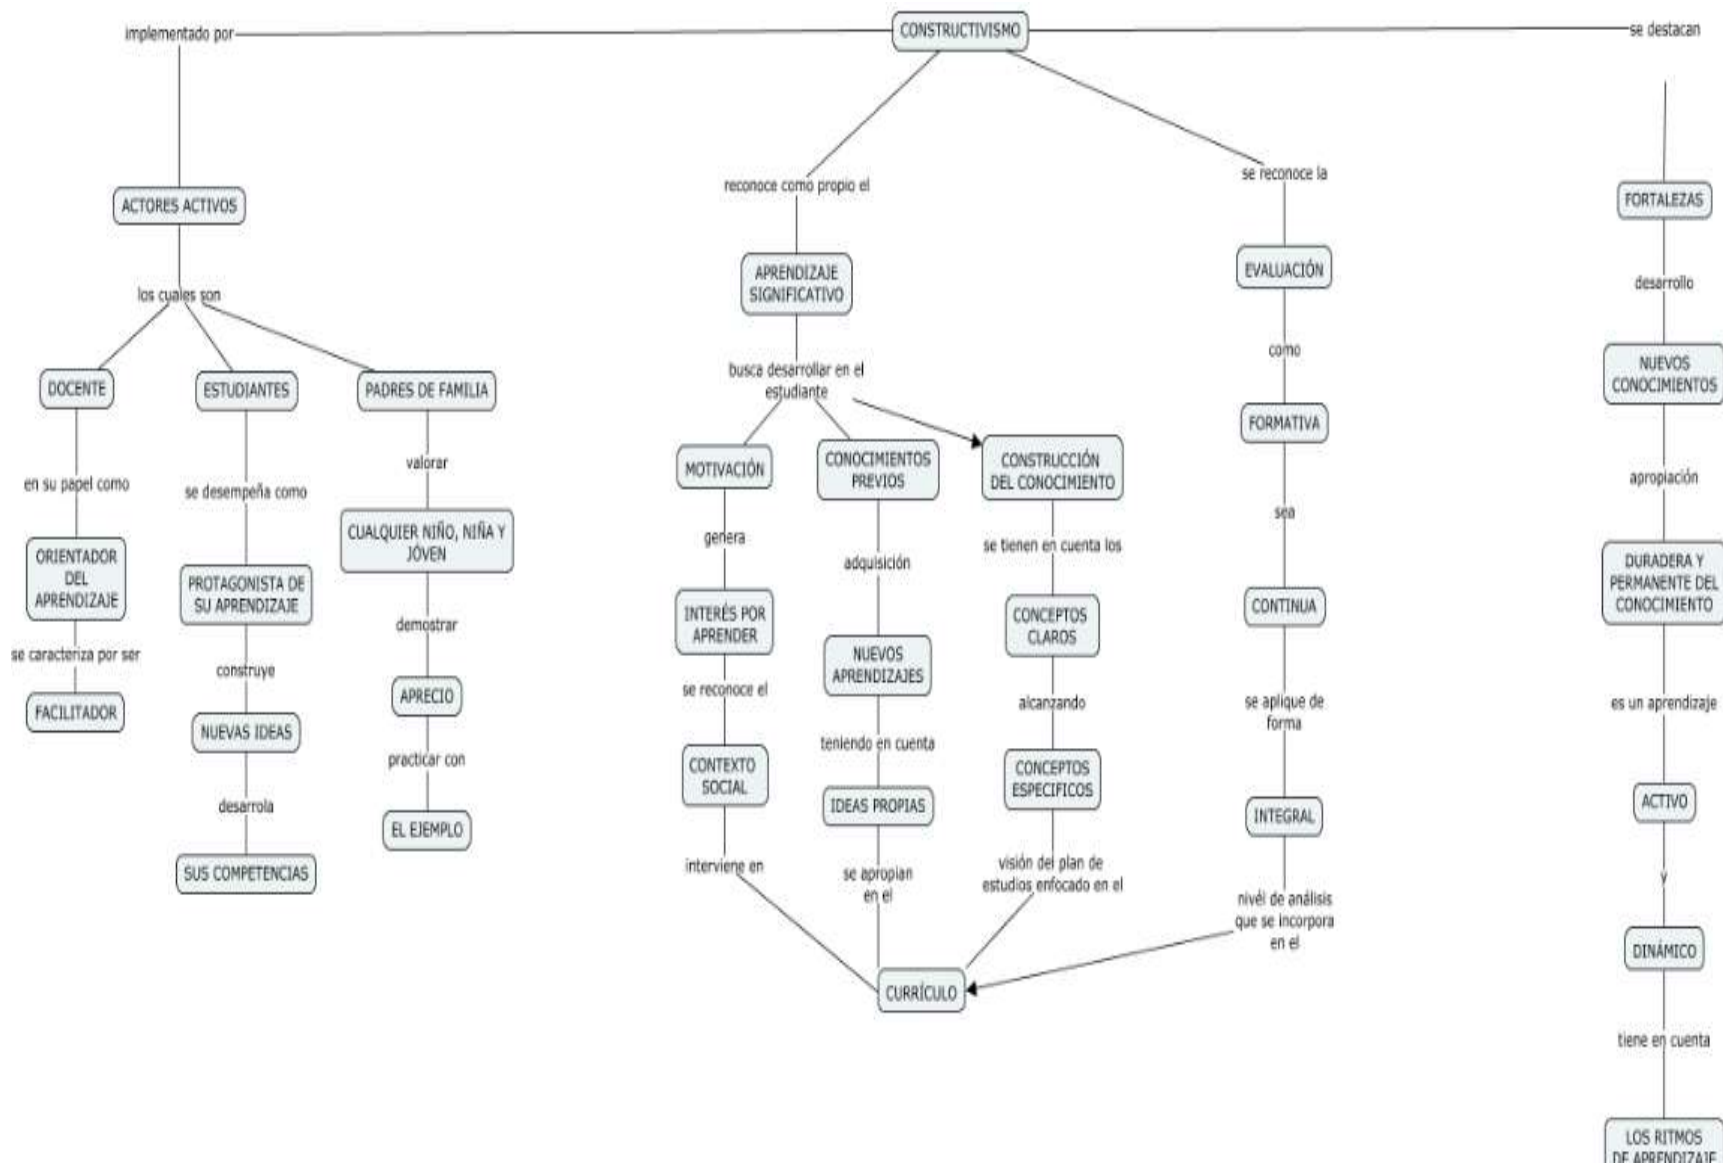 CONSTRUCTIVISMO
implementado por
se destacan
reconoce como propio el
se reconoce la
ACTORES ACTIVOS
los cuales son
DOCENTE
en su papel como
ORIENTADOR
DEL
APRENDIZAJE
se caracteriza por ser
FACILITADOR
ESTUDIANTES
se desempeña como
PROTAGONISTA DE
SU APRENDIZAJE
construye
NUEVAS IDEAS
desarrola
SUS COMPETENCIAS
PADRES DE FAMILIA
valorar
CUALQUIER NIÑO, NIÑA Y
JÓVEN
demostrar
APRECIO
practicar con
EL EJEMPLO
APRENDIZAJE
SIGNIFICATIVO
busca desarrollar en el
estudiante
MOTIVACIÓN
genera
INTERÉS POR
APRENDER
se reconoce el
CONTEXTO
SOCIAL
interviene en
CONOCIMIENTOS
PREVIOS
adquisición
NUEVOS
APRENDIZAJES
teniendo en cuenta
IDEAS PROPIAS
se apropian
en el
CONSTRUCCIÓN
DEL CONOCIMIENTO
se tienen en cuenta los
CONCEPTOS
CLAROS
alcanzando
CONCEPTOS
ESPECIFICOS
visión del plan de
estudios enfocado en el
CURRÍCULO
EVALUACIÓN
como
FORMATIVA
sea
CONTINUA
se aplique de
forma
INTEGRAL
nivél de análisis
que se incorpora
en el
FORTALEZAS
desarrollo
NUEVOS
CONOCIMIENTOS
apropiación
DURADERA Y
PERMANENTE DEL
CONOCIMIENTO
es un aprendizaje
ACTIVO
y
DINÁMICO
tiene en cuenta
LOS RITMOS
DE APRENDIZAJE